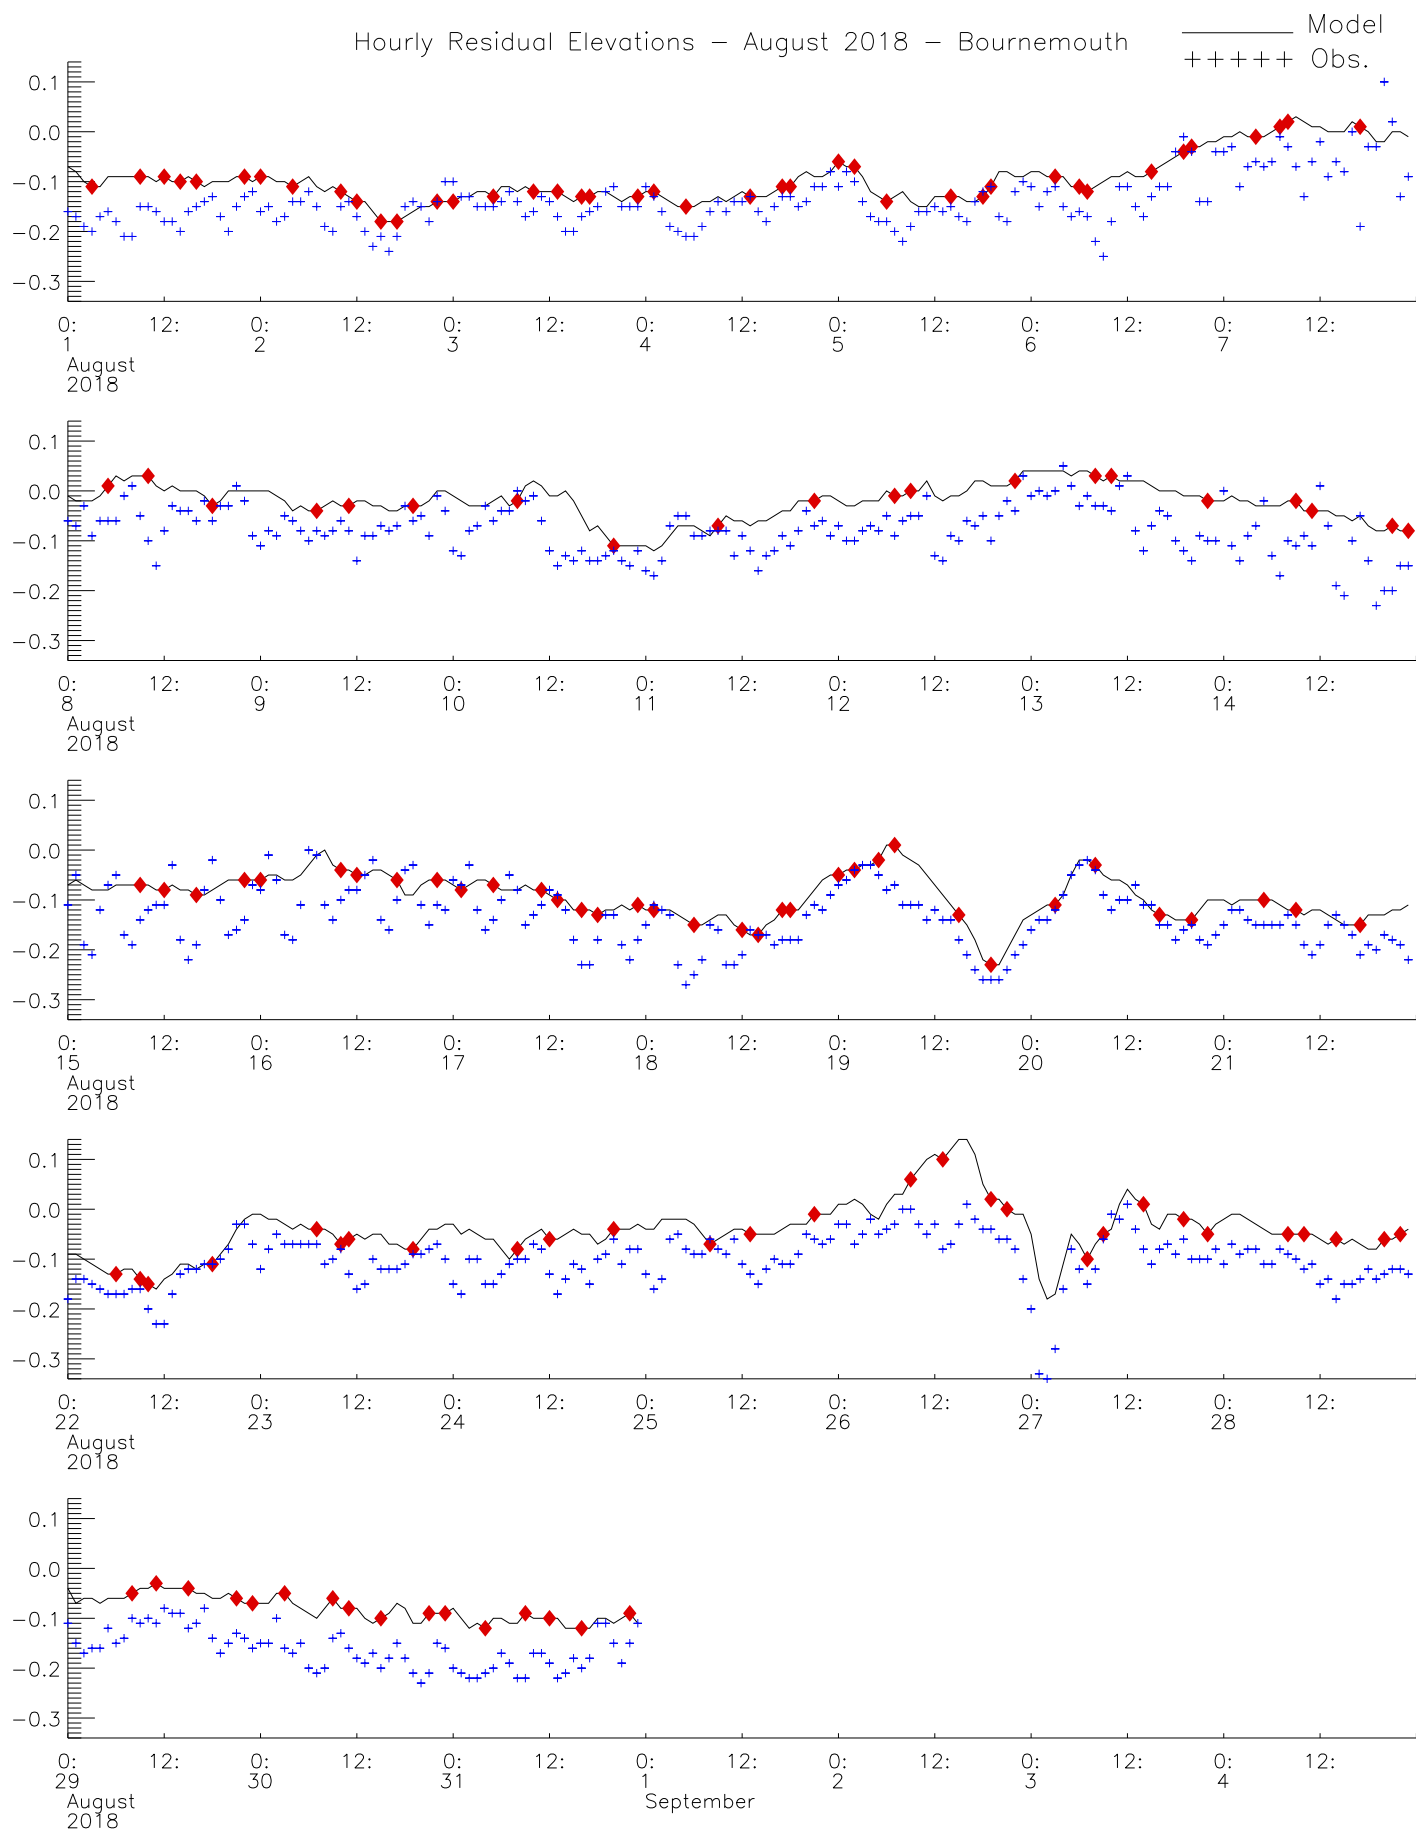 Hourly Residual Elevations − August 2018 − Bournemouth
Model
+++++ Obs.
0.1
0.0
−0.1
−0.2
−0.3
0: 12: 0: 12: 0: 12: 0: 12: 0: 12: 0: 12: 0: 12:
1 2 3 4 5 6 7
August
2018
0.1
0.0
−0.1
−0.2
−0.3
0: 12: 0: 12: 0: 12: 0: 12: 0: 12: 0: 12: 0: 12:
8 9 10 11 12 13 14
August
2018
0.1
0.0
−0.1
−0.2
−0.3
0: 12: 0: 12: 0: 12: 0: 12: 0: 12: 0: 12: 0: 12:
15 16 17 18 19 20 21
August
2018
0.1
0.0
−0.1
−0.2
−0.3
0: 12: 0: 12: 0: 12: 0: 12: 0: 12: 0: 12: 0: 12:
22 23 24 25 26 27 28
August
2018
0.1
0.0
−0.1
−0.2
−0.3
0: 12: 0: 12: 0: 12: 0: 12: 0: 12: 0: 12: 0: 12:
29 30 31 1 2 3 4
August September
2018